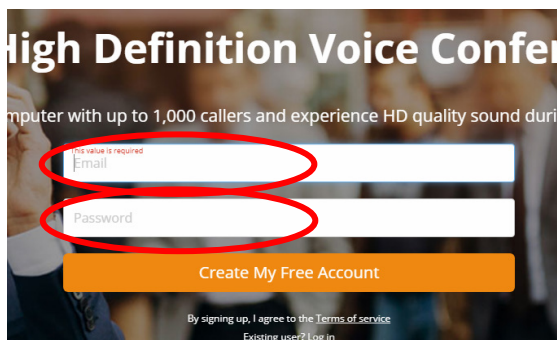 High Definition Voice Confer
mputer with up to 1,000 callers and experience HD quality sound duri
This value is required
Email
Password
Create My Free Account
By signing up, I agree to the Terms of service
Existing user? Log in